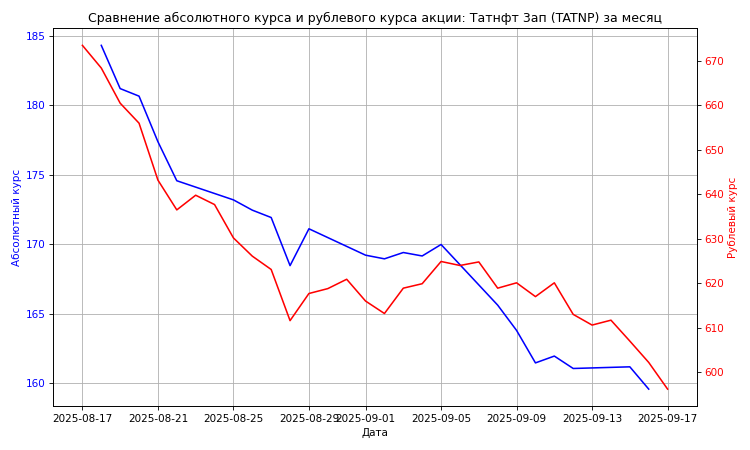 Сравнение абсолютного курса и рублевого курса акции: Татнфт 3ап (TATNP) за месяц
185
180
175
170
165
160
Абсолютный курс
670
660
650
640
630
620
610
600
Рублевый курс
2025-08-17 2025-08-21 2025-08-25 2025-08-29 2025-09-01 2025-09-05 2025-09-09 2025-09-13 2025-09-17
Дата